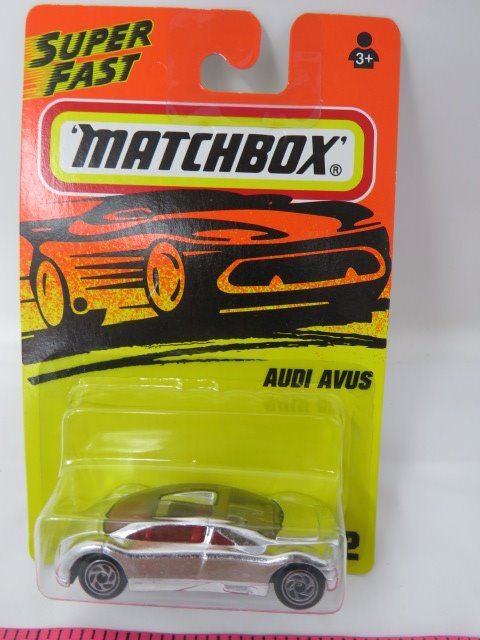 SUPER
FAST
3+
'MATCHBOX'®
AUDI AVUS
2